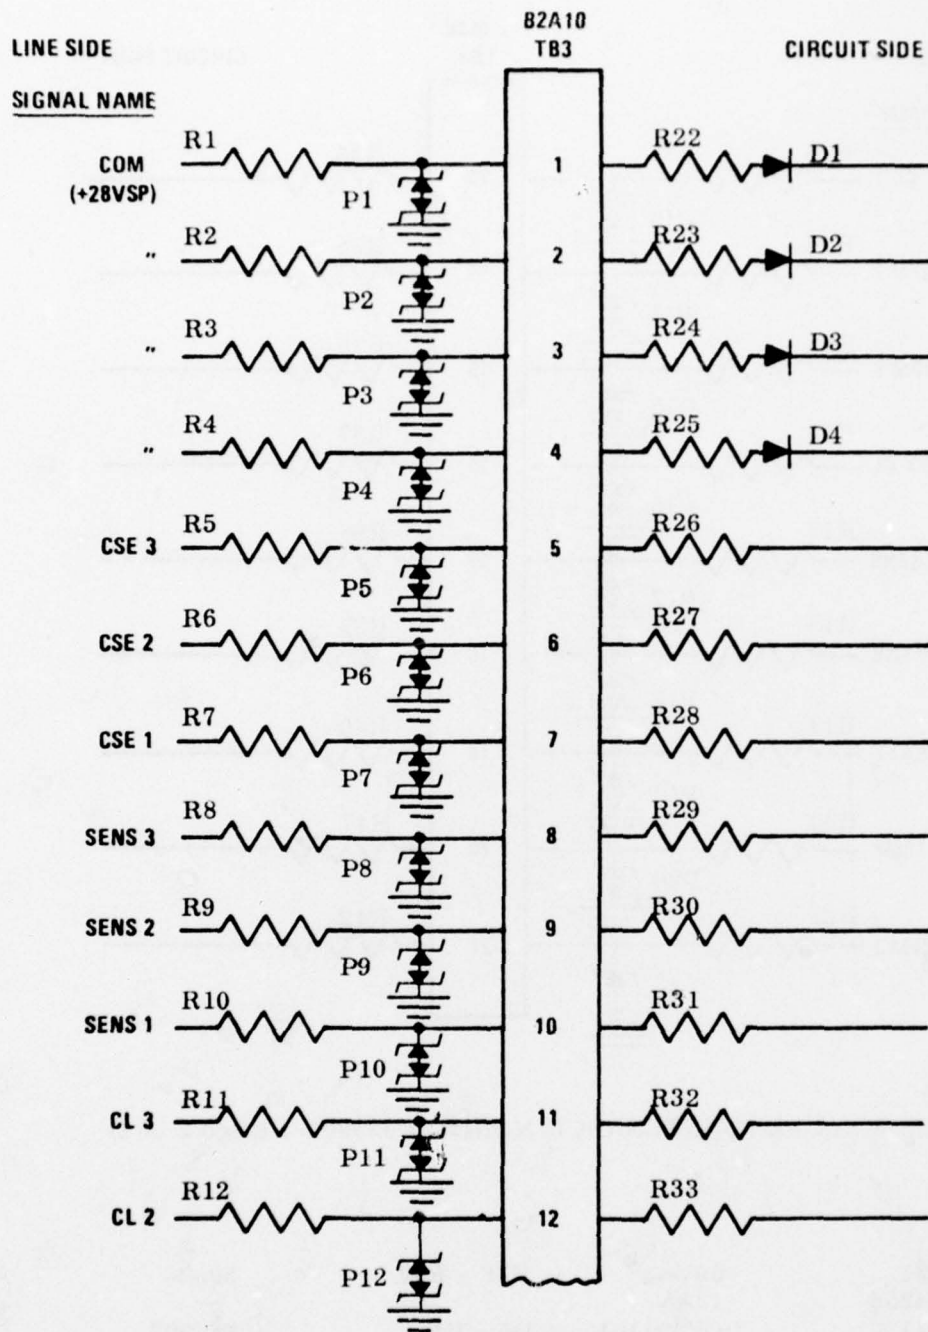 82A10
LINE SIDE TB3 CIRCUIT SIDE
SIGNAL NAME
COM R1 1 R22 D1
(+28VSP) P1
" R2 2 R23 D2
P2
" R3 3 R24 D3
P3
" R4 4 R25 D4
P4
CSE 3 R5 5 R26
P5
CSE 2 R6 6 R27
P6
CSE 1 R7 7 R28
P7
SENS 3 R8 8 R29
P8
SENS 2 R9 9 R30
P9
SENS 1 R10 10 R31
P10
CL 3 R11 11 R32
P11
CL 2 R12 12 R33
P12